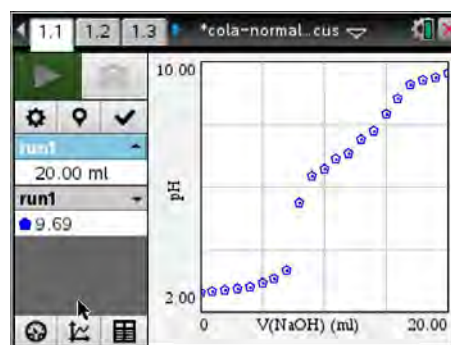 1.1 1.2 1.3 *cola-normal...cus
run1
20.00 ml
run1
9.69
10.00
pH
2.00
0 V(NaOH) (ml) 20.00